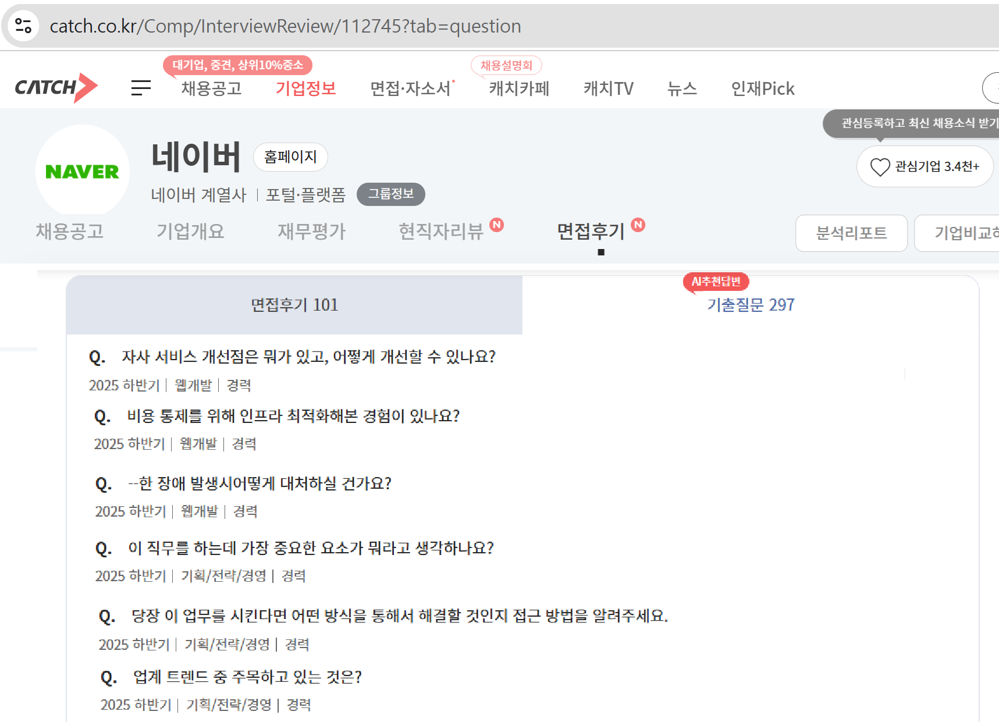 catch.co.kr/Comp/InterviewReview/112745?tab=question
대기업, 중견, 상위10%중소
채용설명회
CATCH
채용공고 기업정보 면접·자소서 캐치카페 캐치TV 뉴스 인재Pick
관심등록하고 최신 채용소식 받기
NAVER
네이버 홈페이지
관심기업 3.4천+
네이버 계열사 | 포털·플랫폼 그룹정보
채용공고 기업개요 재무평가 현직자리뷰 N 면접후기 N 분석리포트 기업비교하
AI추천답변
면접후기 101 기출질문 297
Q. 자사 서비스 개선점은 뭐가 있고, 어떻게 개선할 수 있나요?
2025 하반기 | 웹개발 | 경력
Q. 비용 통제를 위해 인프라 최적화해본 경험이 있나요?
2025 하반기 | 웹개발 | 경력
Q. --한 장애 발생시어떻게 대처하실 건가요?
2025 하반기 | 웹개발 | 경력
Q. 이 직무를 하는데 가장 중요한 요소가 뭐라고 생각하나요?
2025 하반기 | 기획/전략/경영 | 경력
Q. 당장 이 업무를 시킨다면 어떤 방식을 통해서 해결할 것인지 접근 방법을 알려주세요.
2025 하반기 | 기획/전략/경영 | 경력
Q. 업계 트렌드 중 주목하고 있는 것은?
2025 하반기 | 기획/전략/경영 | 경력